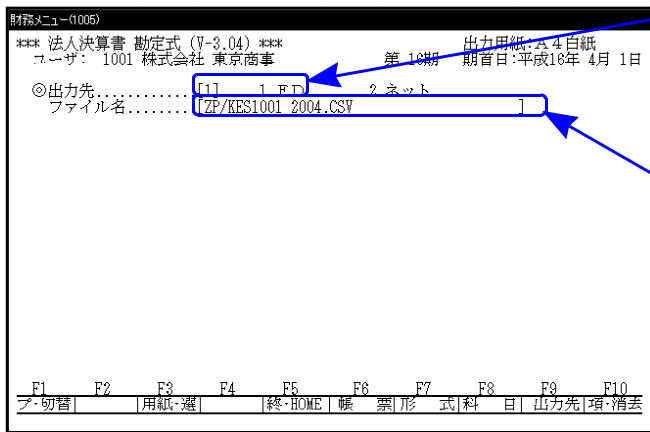 財務メニュー(1005)
*** 法人決算書 勘定式 (V-3.04) *** 出力用紙:A4白紙
ユーザ: 1001 株式会社 東京商事 第 16期 期首日:平成16年 4月 1日
◎出力先............[1] 1.FD 2.ネット
ファイル名........[ZP/KES1001 2004.CSV ]
F1 F2 F3 F4 F5 F6 F7 F8 F9 F10
プ・切替 用紙・選 終・HOME 帳 票 形 式 科 目 出力先 項・消去